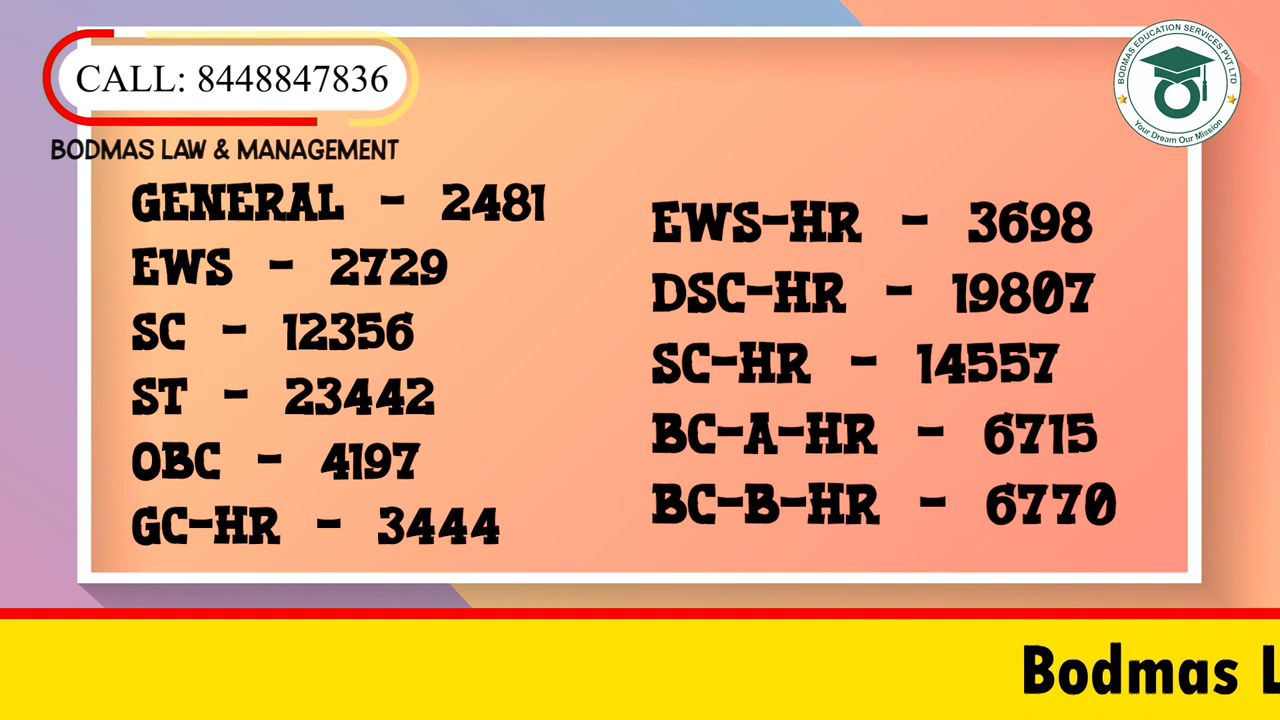 CALL: 8448847836
BODMAS LAW & MANAGEMENT
BODMAS EDUCATION SERVICES PVT LTD
Your Dream Our Mission
GENERAL - 2481
EWS - 2729
SC - 12356
ST - 23442
OBC - 4197
GC-HR - 3444
EWS-HR - 3698
DSC-HR - 19807
SC-HR - 14557
BC-A-HR - 6715
BC-B-HR - 6770
Bodmas L